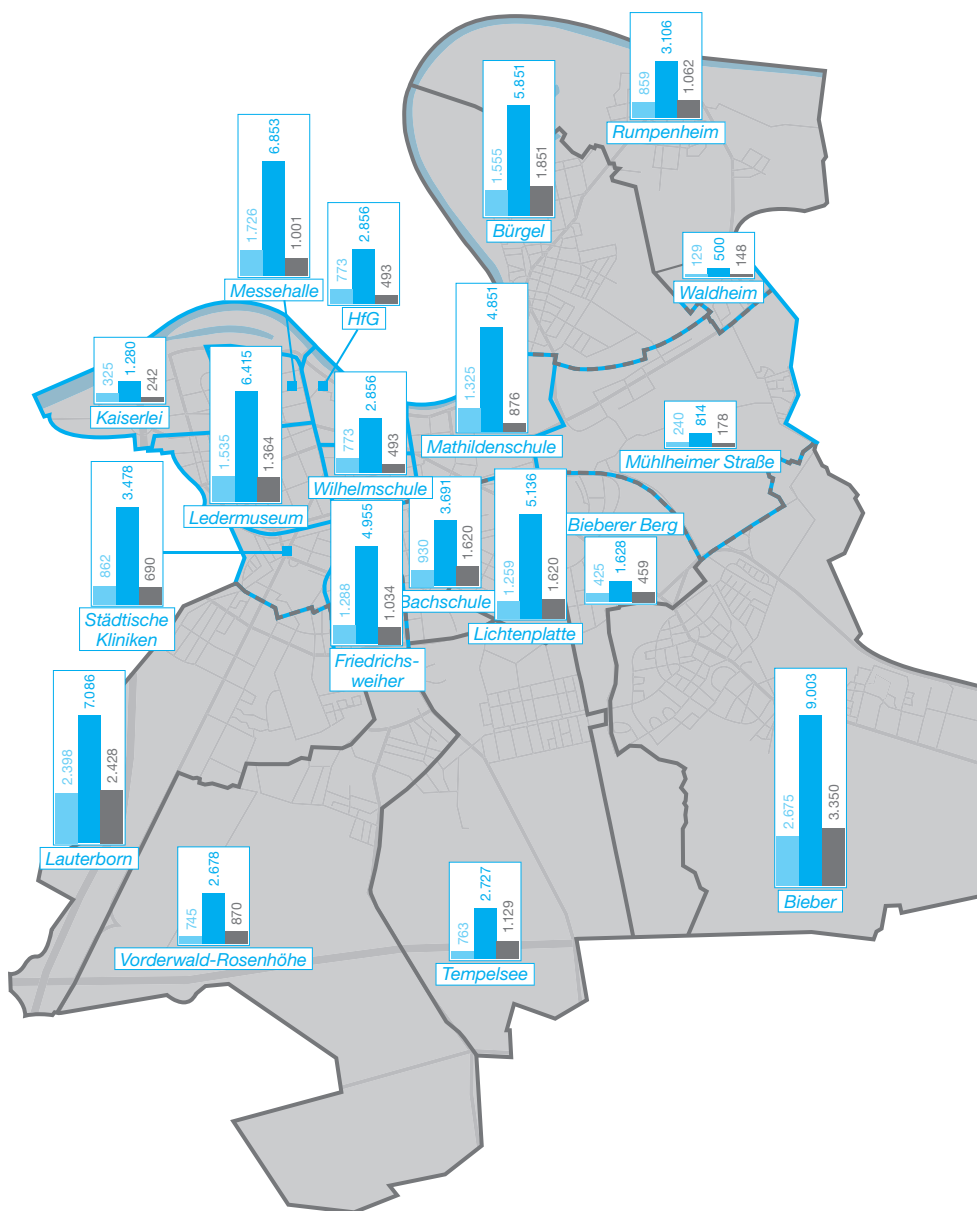 859
3.106
1.062
Rumpenheim
1.555
5.851
1.851
Bürgel
1.726
6.853
1.001
Messehalle
773
2.856
493
HfG
129
500
148
Waldheim
325
1.280
242
Kaiserlei
1.535
6.415
1.364
Ledermuseum
773
2.856
493
Wilhelmschule
1.325
4.851
876
Mathildenschule
240
814
178
Mühlheimer Straße
862
3.478
690
Städtische
Kliniken
1.288
4.955
1.034
Friedrichs-
weiher
930
3.691
1.620
Bachschule
1.259
5.136
1.620
Lichtenplatte
Bieberer Berg
425
1.628
459
2.398
7.086
2.428
Lauterborn
2.675
9.003
3.350
Bieber
745
2.678
870
Vorderwald-Rosenhöhe
763
2.727
1.129
Tempelsee